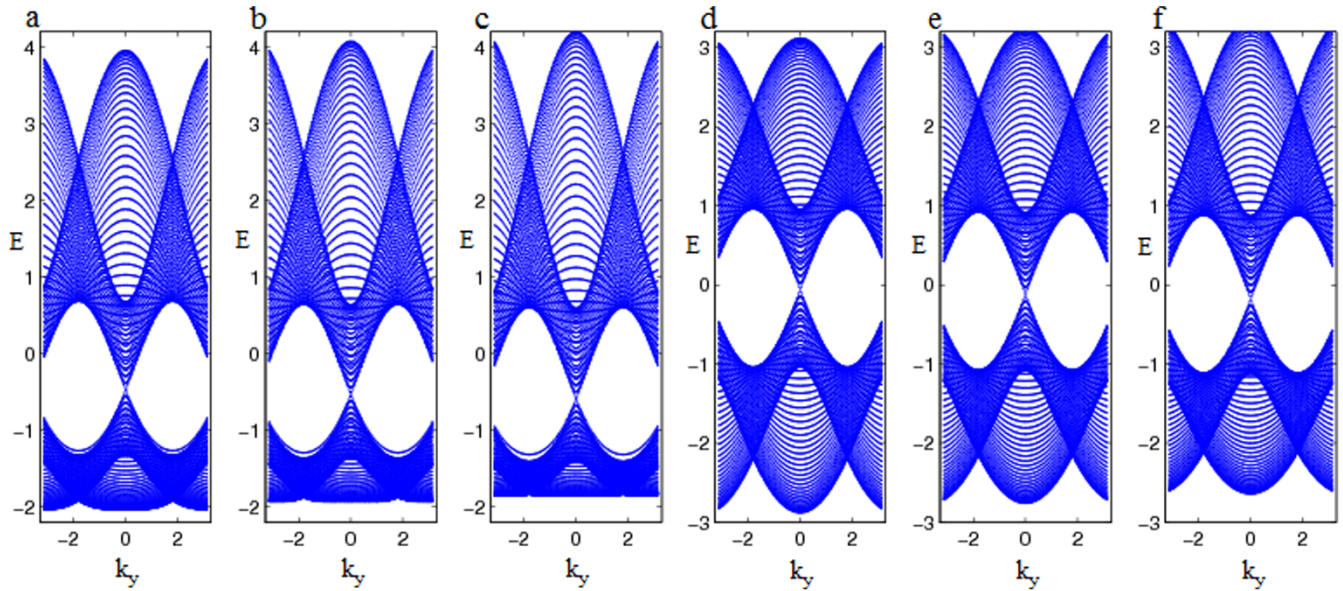 a b c d e f
4 4 4 3 3 3
3 3 3 2 2 2
2 2 2 1 1 1
E E E E E E
1 1 1 0 0 0
0 0 0 -1 -1 -1
-1 -1 -1 -2 -2 -2
-2 -2 -2 -3 -3 -3
-2 0 2 -2 0 2 -2 0 2 -2 0 2 -2 0 2 -2 0 2
ky ky ky ky ky ky